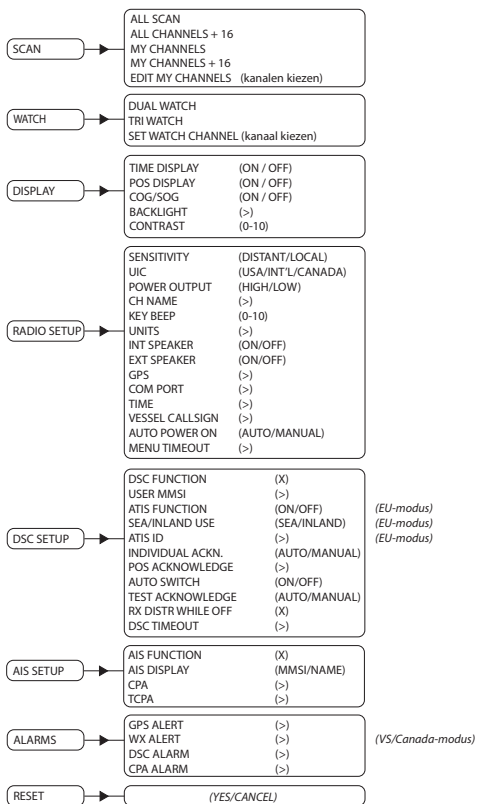 SCAN
ALL SCAN
ALL CHANNELS + 16
MY CHANNELS
MY CHANNELS + 16
EDIT MY CHANNELS (kanalen kiezen)
WATCH
DUAL WATCH
TRI WATCH
SET WATCH CHANNEL (kanaal kiezen)
DISPLAY
TIME DISPLAY (ON / OFF)
POS DISPLAY (ON / OFF)
COG/SOG (ON / OFF)
BACKLIGHT (>)
CONTRAST (0-10)
RADIO SETUP
SENSITIVITY (DISTANT/LOCAL)
UIC (USA/INT'L/CANADA)
POWER OUTPUT (HIGH/LOW)
CH NAME (>)
KEY BEEP (0-10)
UNITS (>)
INT SPEAKER (ON/OFF)
EXT SPEAKER (ON/OFF)
GPS (>)
COM PORT (>)
TIME (>)
VESSEL CALLSIGN (>)
AUTO POWER ON (AUTO/MANUAL)
MENU TIMEOUT (>)
DSC SETUP
DSC FUNCTION (X)
USER MMSI (>)
ATIS FUNCTION (ON/OFF) (EU-modus)
SEA/INLAND USE (SEA/INLAND) (EU-modus)
ATIS ID (>) (EU-modus)
INDIVIDUAL ACKN. (AUTO/MANUAL)
POS ACKNOWLEDGE (>)
AUTO SWITCH (ON/OFF)
TEST ACKNOWLEDGE (AUTO/MANUAL)
RX DISTR WHILE OFF (X)
DSC TIMEOUT (>)
AIS SETUP
AIS FUNCTION (X)
AIS DISPLAY (MMSI/NAME)
CPA (>)
TCPA (>)
ALARMS
GPS ALERT (>)
WX ALERT (>) (VS/Canada-modus)
DSC ALARM (>)
CPA ALARM (>)
RESET
(YES/CANCEL)